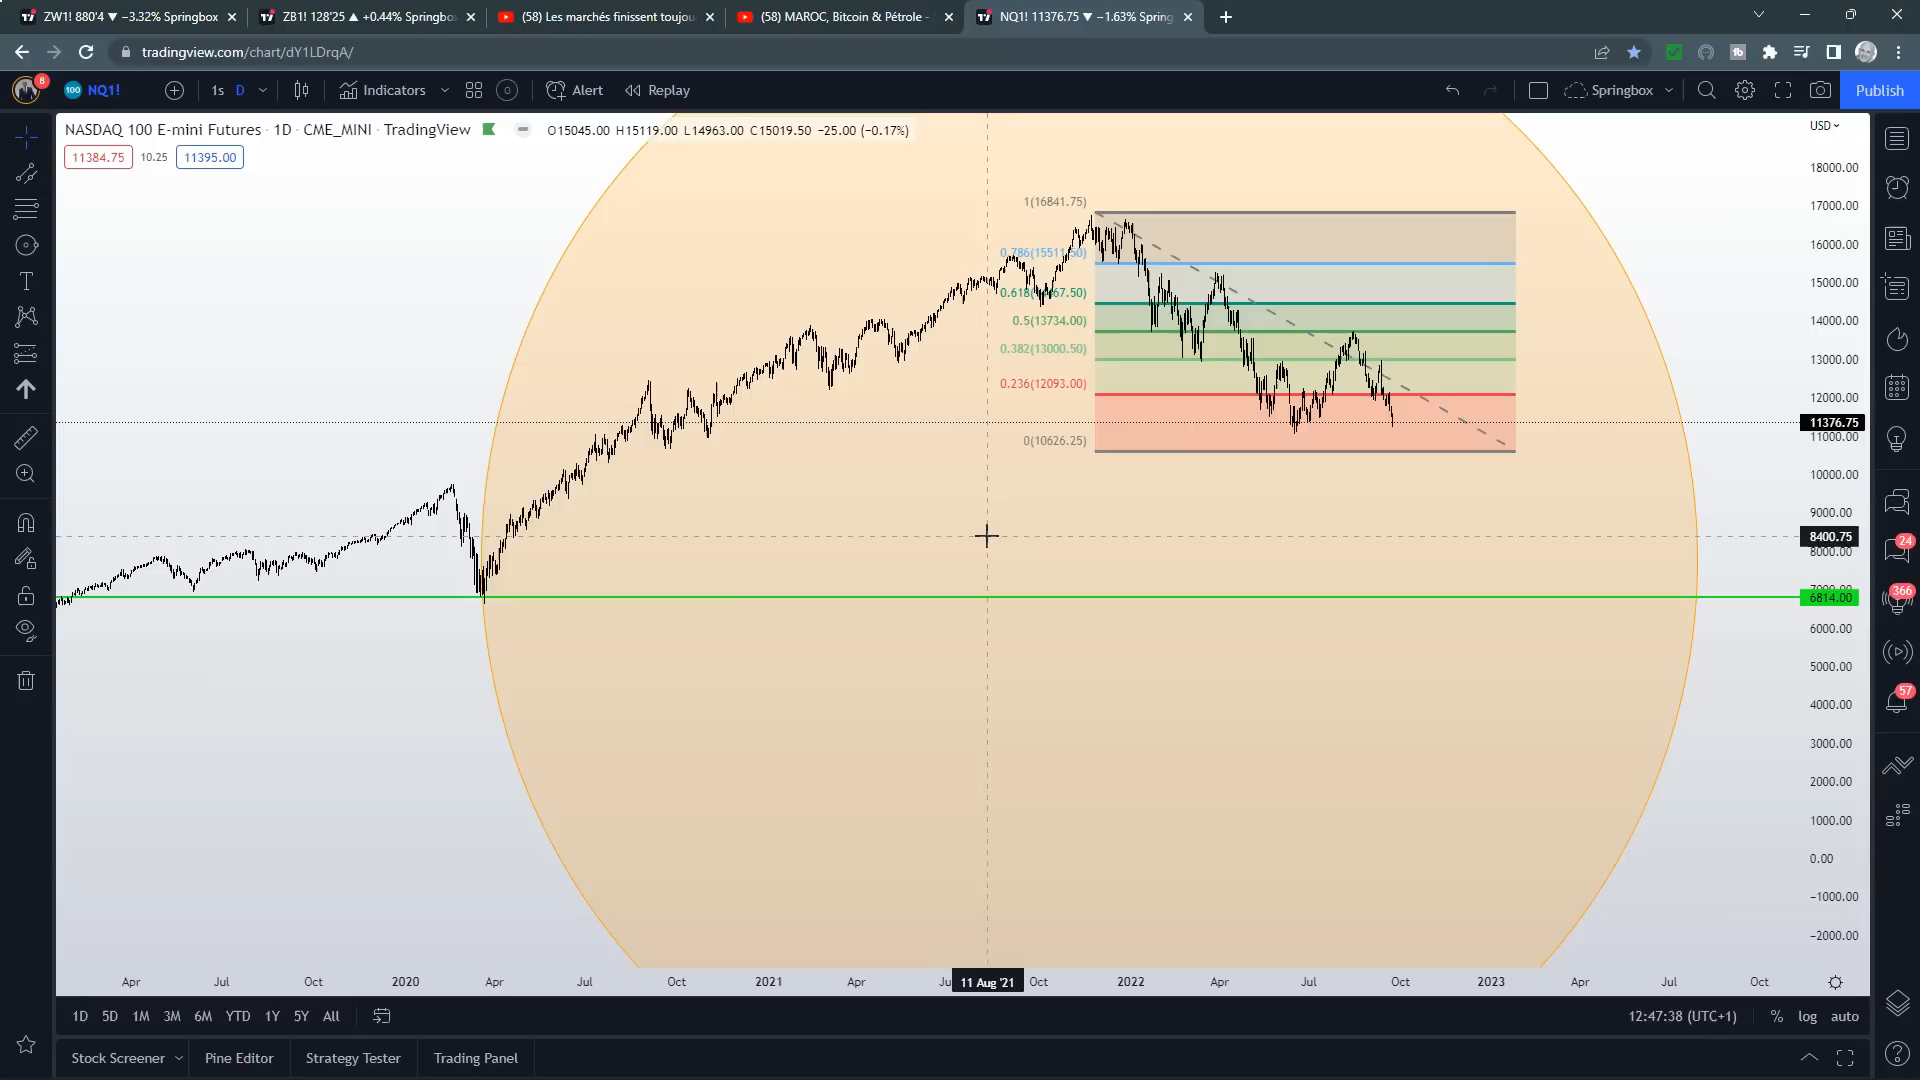 ZW1! 880'4 ▼ −3.32% Springbox
ZB1! 128'25 ▲ +0.44% Springbo
(58) Les marchés finissent toujou
(58) MAROC, Bitcoin & Pétrole -
NQ1! 11376.75 ▼ −1.63% Spring
tradingview.com/chart/dY1LDrqA/
8
100
NQ1!
1s
D
Indicators
Alert
Replay
Springbox
Publish
NASDAQ 100 E-mini Futures · 1D · CME_MINI · TradingView
O15045.00 H15119.00 L14963.00 C15019.50 −25.00 (−0.17%)
11384.75
10.25
11395.00
USD
18000.00
17000.00
16000.00
15000.00
14000.00
13000.00
12000.00
11376.75
11000.00
10000.00
9000.00
8400.75
8000.00
7000.00
6814.00
6000.00
5000.00
4000.00
3000.00
2000.00
1000.00
0.00
−1000.00
−2000.00
1(16841.75)
0.786(15511.50)
0.5(13734.00)
0.382(13000.50)
0.236(12093.00)
0(10626.25)
24
366
57
Apr
Jul
Oct
2020
Apr
Jul
Oct
2021
Apr
Ju
11 Aug '21
Oct
2022
Apr
Jul
Oct
2023
Apr
Jul
Oct
1D
5D
1M
3M
6M
YTD
1Y
5Y
All
12:47:38 (UTC+1)
%
log
auto
Stock Screener
Pine Editor
Strategy Tester
Trading Panel